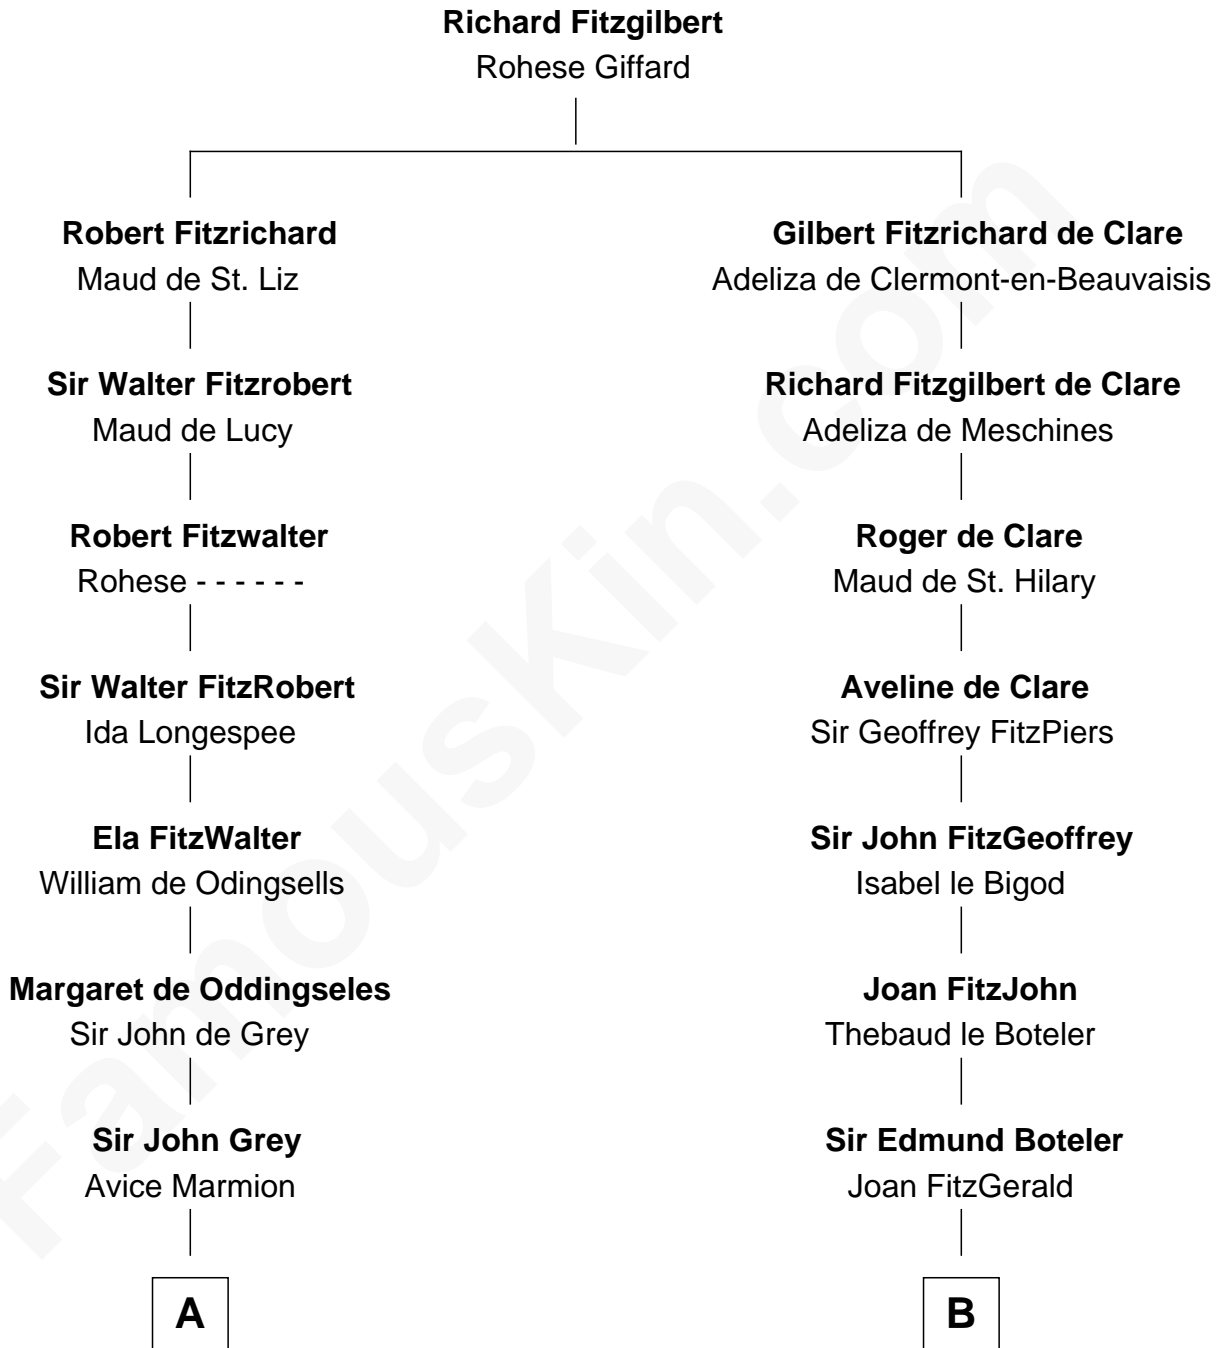 Richard Fitzgilbert
Rohese Giffard
Robert Fitzrichard
Maud de St. Liz
Gilbert Fitzrichard de Clare
Adeliza de Clermont-en-Beauvaisis
Sir Walter Fitzrobert
Maud de Lucy
Richard Fitzgilbert de Clare
Adeliza de Meschines
Robert Fitzwalter
Rohese - - - - - -
Roger de Clare
Maud de St. Hilary
Sir Walter FitzRobert
Ida Longespee
Aveline de Clare
Sir Geoffrey FitzPiers
Ela FitzWalter
William de Odingsells
Sir John FitzGeoffrey
Isabel le Bigod
Margaret de Oddingseles
Sir John de Grey
Joan FitzJohn
Thebaud le Boteler
Sir John Grey
Avice Marmion
Sir Edmund Boteler
Joan FitzGerald
A
B
FamousKin.com